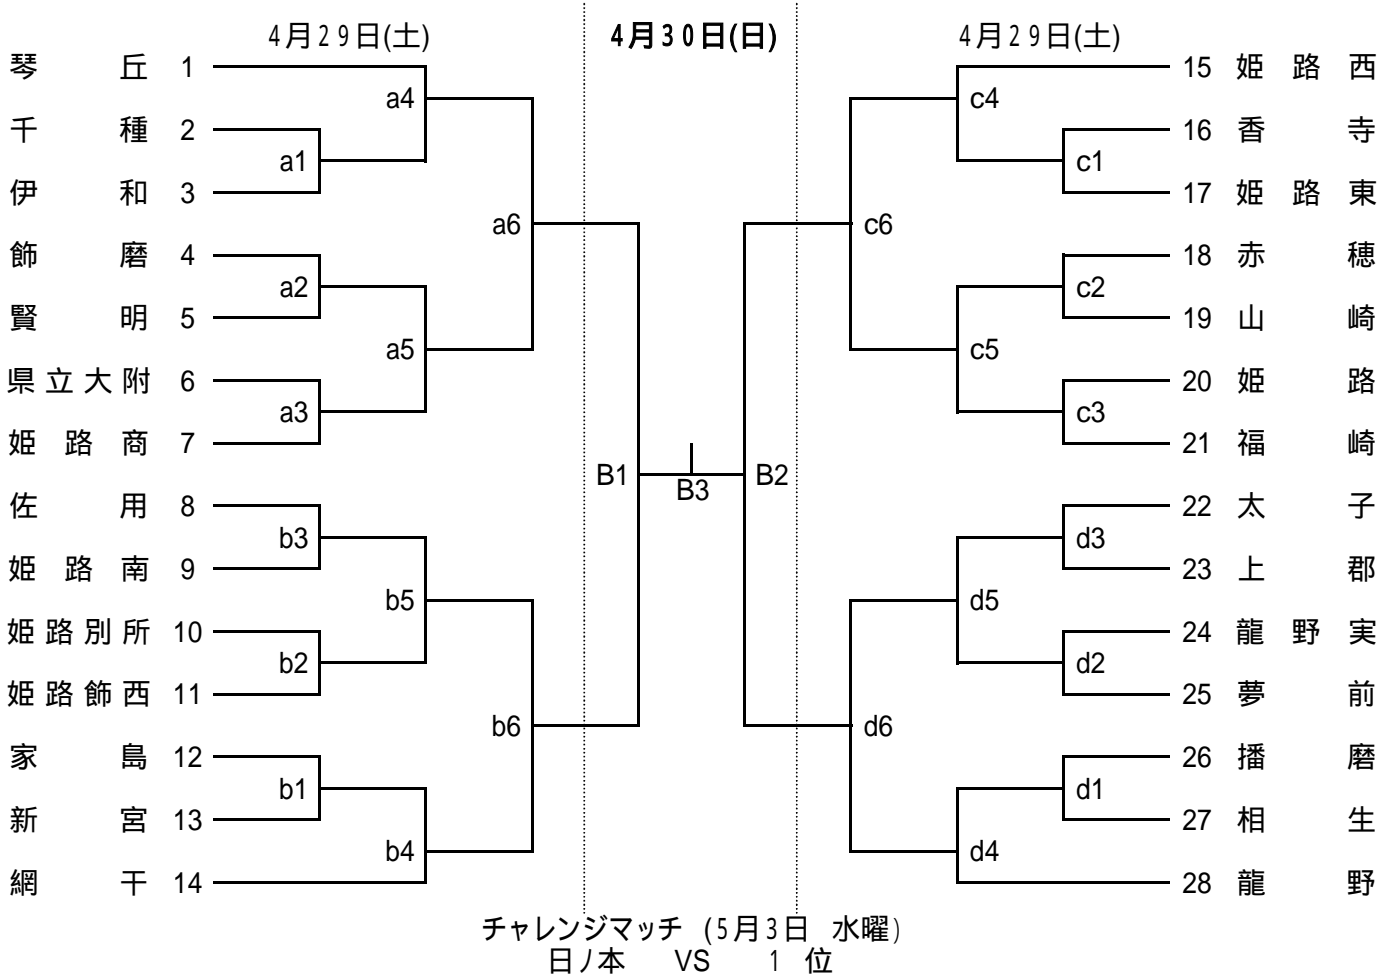 4月29日(土) 4月30日(日) 4月29日(土)
琴丘 1 15 姫路西
a4 c4
千種 2 16 香寺
a1 c1
伊和 3 17 姫路東
a6 c6
飾磨 4 18 赤穂
a2 c2
賢明 5 19 山崎
a5 c5
県立大附 6 20 姫路
a3 c3
姫路商 7 21 福崎
B1 B3 B2
佐用 8 22 太子
b3 d3
姫路南 9 23 上郡
b5 d5
姫路別所 10 24 龍野実
b2 d2
姫路飾西 11 25 夢前
b6 d6
家島 12 26 播磨
b1 d1
新宮 13 27 相生
b4 d4
網干 14 28 龍野
チャレンジマッチ (5月3日 水曜)
日ノ本 VS 1 位